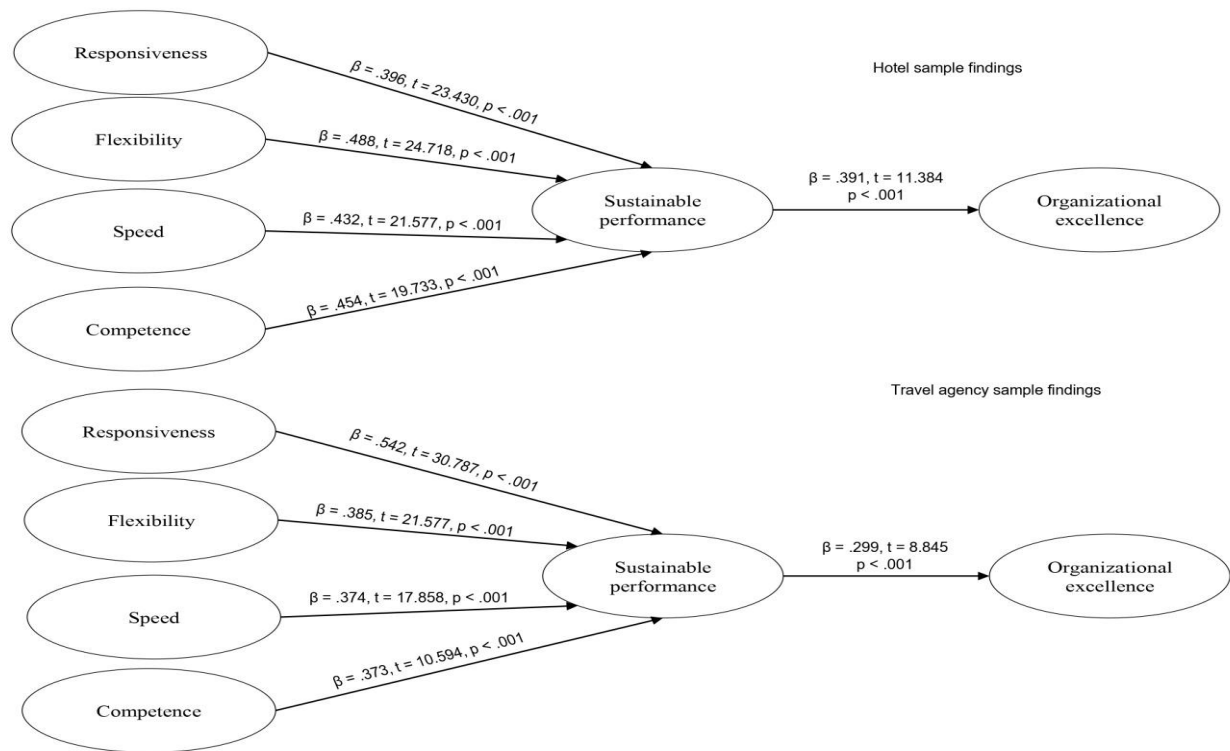 Responsiveness
β = .396, t = 23.430, p < .001
Hotel sample findings
Flexibility
β = .488, t = 24.718, p < .001
Speed
β = .432, t = 21.577, p < .001
Competence
β = .454, t = 19.733, p < .001
Sustainable
performance
β = .391, t = 11.384
p < .001
Organizational
excellence
Travel agency sample findings
Responsiveness
β = .542, t = 30.787, p < .001
Flexibility
β = .385, t = 21.577, p < .001
Speed
β = .374, t = 17.858, p < .001
Competence
β = .373, t = 10.594, p < .001
Sustainable
performance
β = .299, t = 8.845
p < .001
Organizational
excellence